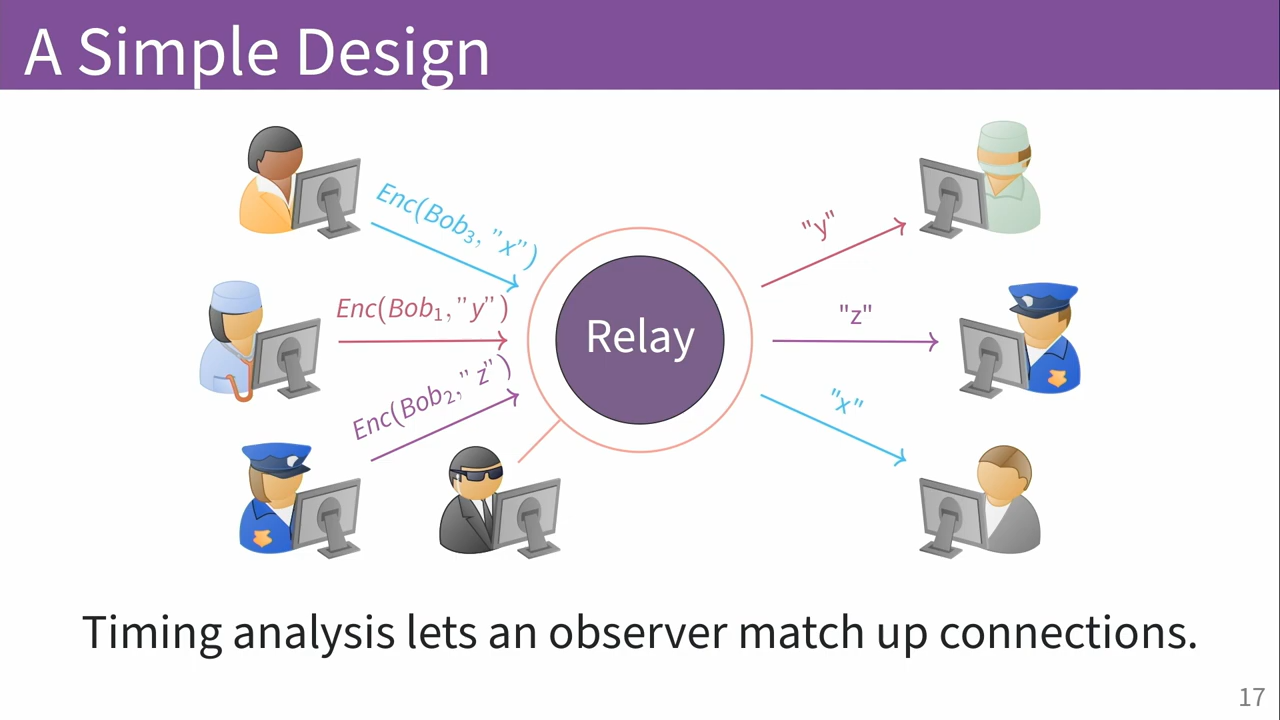 A Simple Design
Enc(Bob₃, "x")
Enc(Bob₁,"y")
Enc(Bob₂,"z")
Relay
"y"
"z"
"x"
Timing analysis lets an observer match up connections.
17